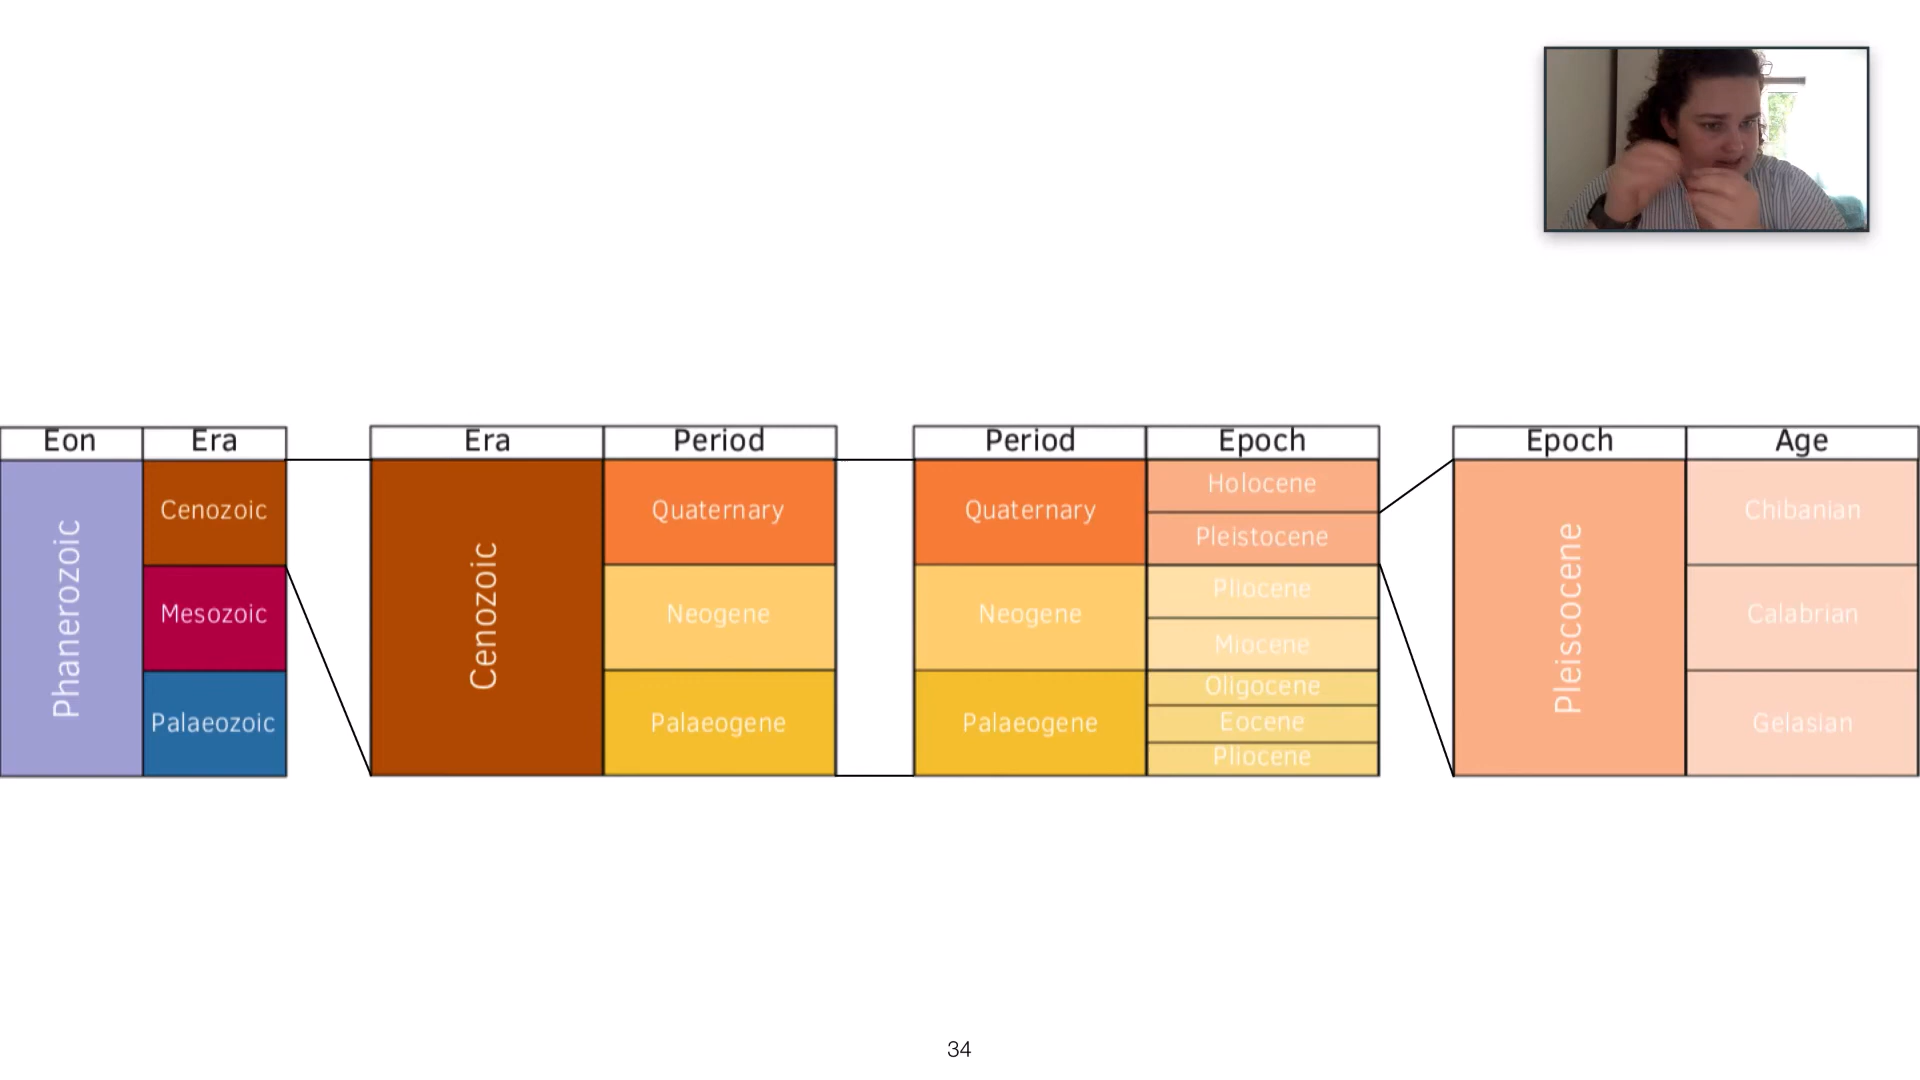 Eon Era
Phanerozoic
Cenozoic
Mesozoic
Palaeozoic
Era Period
Cenozoic
Quaternary
Neogene
Palaeogene
Period Epoch
Quaternary
Neogene
Palaeogene
Holocene
Pleistocene
Pliocene
Miocene
Oligocene
Eocene
Pliocene
Epoch Age
Pleiscocene
Chibanian
Calabrian
Gelasian
34